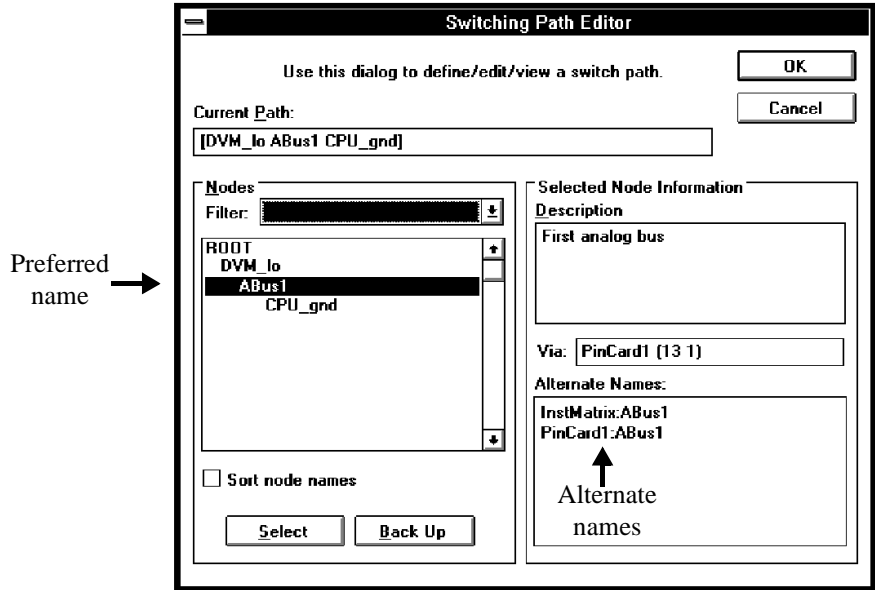 Switching Path Editor
Use this dialog to define/edit/view a switch path.
OK
Cancel
Current Path:
[DVM_lo ABus1 CPU_gnd]
Nodes
Filter:
ROOT
DVM_lo
ABus1
CPU_gnd
Sort node names
Select
Back Up
Selected Node Information
Description
First analog bus
Via:
PinCard1 (13 1)
Alternate Names:
InstMatrix:ABus1
PinCard1:ABus1
Alternate
names
Preferred
name